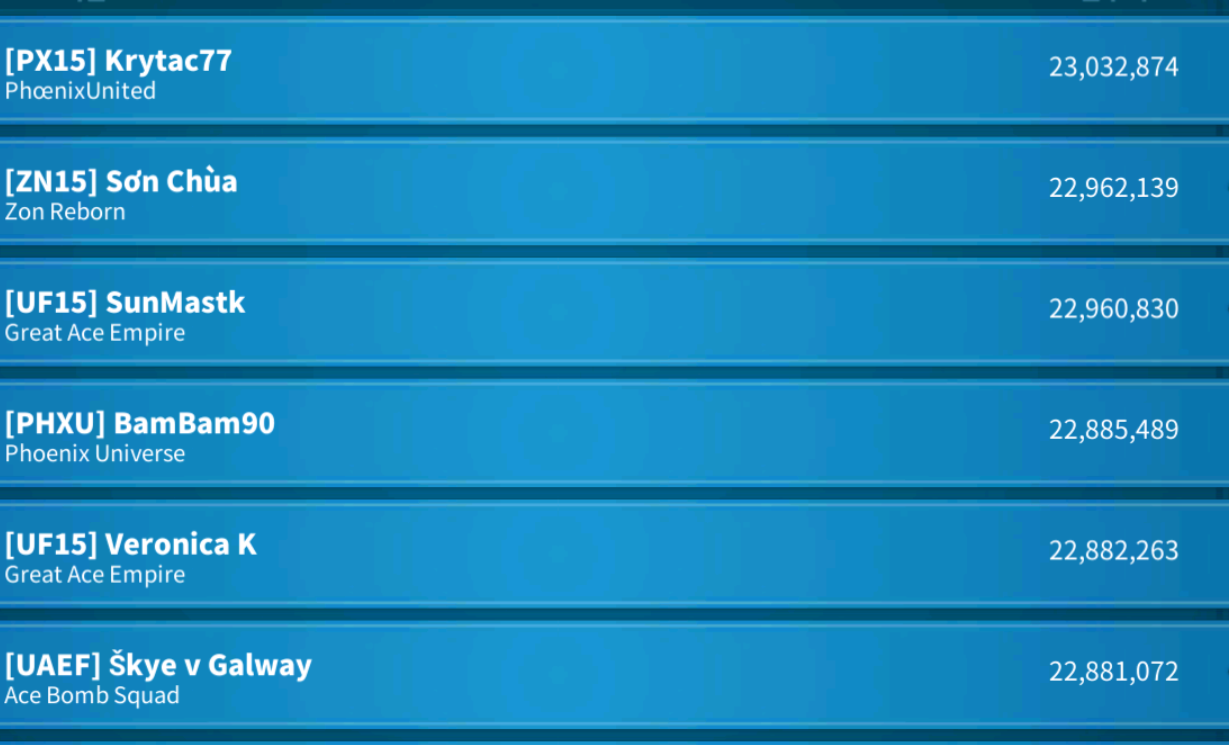 [PX15] Krytac77
23,032,874
PhœnixUnited
[ZN15] Sơn Chùa
22,962,139
Zon Reborn
[UF15] SunMastk
22,960,830
Great Ace Empire
[PHXU] BamBam90
22,885,489
Phoenix Universe
[UF15] Veronica K
22,882,263
Great Ace Empire
[UAEF] Škye v Galway
22,881,072
Ace Bomb Squad